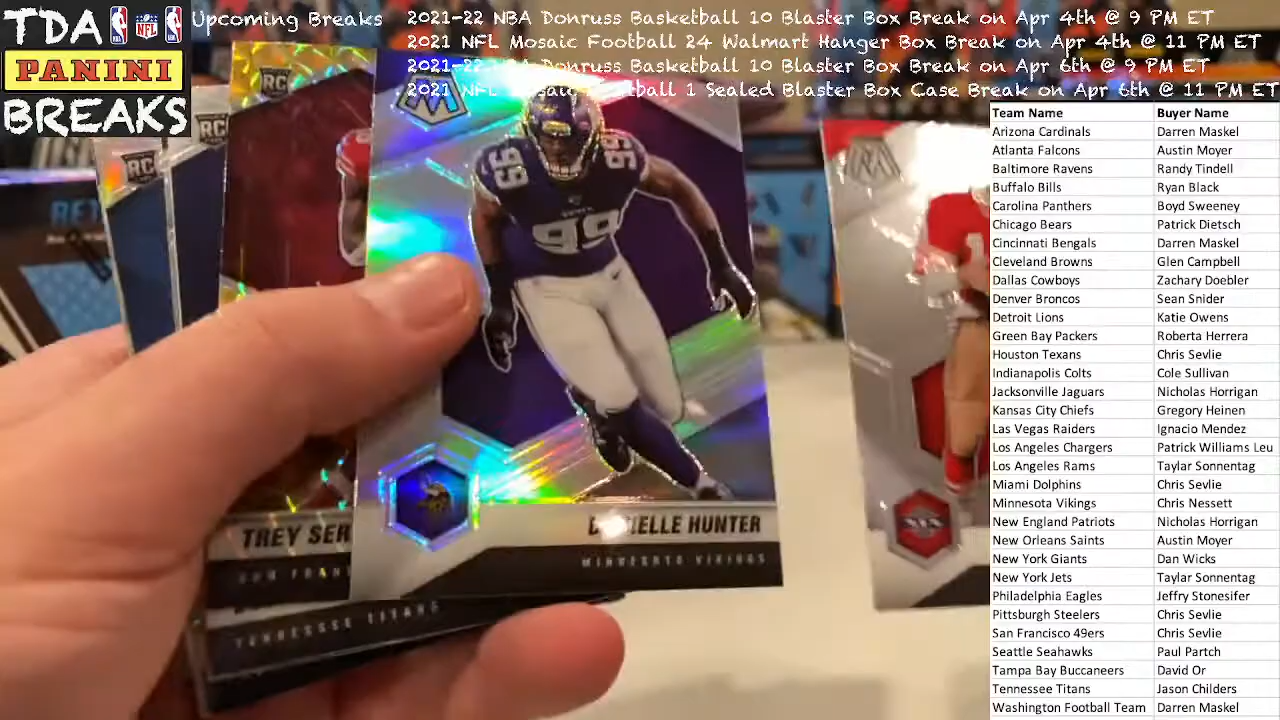 TDA
PANINI
BREAKS
Upcoming Breaks
2021-22 NBA Donruss Basketball 10 Blaster Box Break on Apr 4th @ 9 PM ET
2021 NFL Mosaic Football 24 Walmart Hanger Box Break on Apr 4th @ 11 PM ET
2021-22 Donruss Basketball 10 Blaster Box Break on Apr 6th @ 9 PM ET
2021 NFL 1 Sealed Blaster Box Case Break on Apr 6th @ 11 PM ET
Team Name Buyer Name
Arizona Cardinals Darren Maskel
Atlanta Falcons Austin Moyer
Baltimore Ravens Randy Tindell
Buffalo Bills Ryan Black
Carolina Panthers Boyd Sweeney
Chicago Bears Patrick Dietsch
Cincinnati Bengals Darren Maskel
Cleveland Browns Glen Campbell
Dallas Cowboys Zachary Doebler
Denver Broncos Sean Snider
Detroit Lions Katie Owens
Green Bay Packers Roberta Herrera
Houston Texans Chris Sevlie
Indianapolis Colts Cole Sullivan
Jacksonville Jaguars Nicholas Horrigan
Kansas City Chiefs Gregory Heinen
Las Vegas Raiders Ignacio Mendez
Los Angeles Chargers Patrick Williams Leu
Los Angeles Rams Taylar Sonnentag
Miami Dolphins Chris Sevlie
Minnesota Vikings Chris Nessett
New England Patriots Nicholas Horrigan
New Orleans Saints Austin Moyer
New York Giants Dan Wicks
New York Jets Taylar Sonnentag
Philadelphia Eagles Jeffry Stonesifer
Pittsburgh Steelers Chris Sevlie
San Francisco 49ers Chris Sevlie
Seattle Seahawks Paul Partch
Tampa Bay Buccaneers David Or
Tennessee Titans Jason Childers
Washington Football Team Darren Maskel
RC
RC
RC
99
99
99
HUNTER
MINNESOTA VIKINGS
TREY SER
SAN FRAN
TENNESSEE TITANS